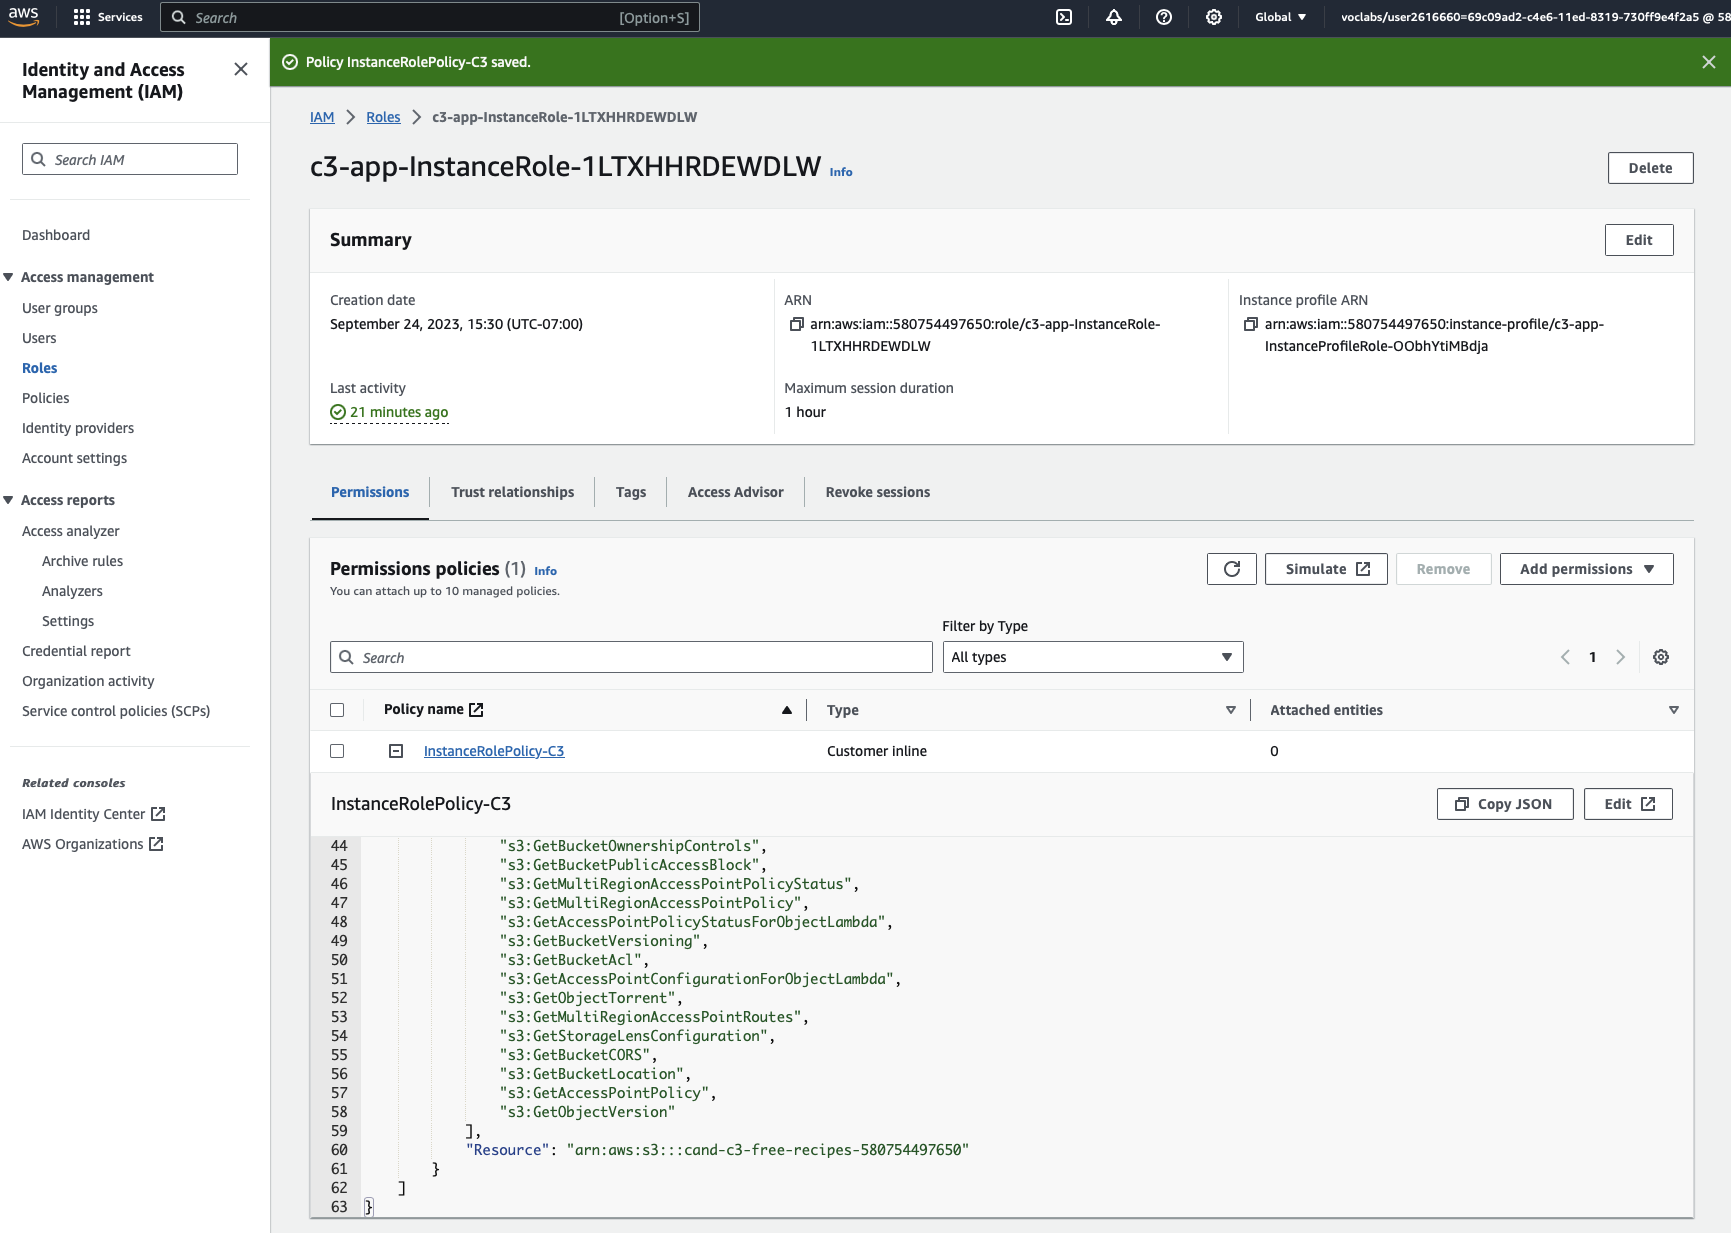 aws
Services
Search
[Option+S]
Global
voclabs/user2616660=69c09ad2-c4e6-11ed-8319-730ff9e4f2a5 @ 58
Identity and Access
Management (IAM)
Search IAM
Dashboard
Access management
User groups
Users
Roles
Policies
Identity providers
Account settings
Access reports
Access analyzer
Archive rules
Analyzers
Settings
Credential report
Organization activity
Service control policies (SCPs)
Related consoles
IAM Identity Center
AWS Organizations
Policy InstanceRolePolicy-C3 saved.
IAM > Roles > c3-app-InstanceRole-1LTXHHRDEWDLW
c3-app-InstanceRole-1LTXHHRDEWDLW Info
Delete
Summary
Edit
Creation date
September 24, 2023, 15:30 (UTC-07:00)
ARN
arn:aws:iam::580754497650:role/c3-app-InstanceRole-
1LTXHHRDEWDLW
Instance profile ARN
arn:aws:iam::580754497650:instance-profile/c3-app-
InstanceProfileRole-OObhYtiMBdja
Last activity
21 minutes ago
Maximum session duration
1 hour
Permissions
Trust relationships
Tags
Access Advisor
Revoke sessions
Permissions policies (1) Info
You can attach up to 10 managed policies.
Simulate
Remove
Add permissions
Filter by Type
Search
All types
1
Policy name
Type
Attached entities
InstanceRolePolicy-C3
Customer inline
0
InstanceRolePolicy-C3
Copy JSON
Edit
44 "s3:GetBucketOwnershipControls",
45 "s3:GetBucketPublicAccessBlock",
46 "s3:GetMultiRegionAccessPointPolicyStatus",
47 "s3:GetMultiRegionAccessPointPolicy",
48 "s3:GetAccessPointPolicyStatusForObjectLambda",
49 "s3:GetBucketVersioning",
50 "s3:GetBucketAcl",
51 "s3:GetAccessPointConfigurationForObjectLambda",
52 "s3:GetObjectTorrent",
53 "s3:GetMultiRegionAccessPointRoutes",
54 "s3:GetStorageLensConfiguration",
55 "s3:GetBucketCORS",
56 "s3:GetBucketLocation",
57 "s3:GetAccessPointPolicy",
58 "s3:GetObjectVersion"
59 ],
60 "Resource": "arn:aws:s3:::cand-c3-free-recipes-580754497650"
61 }
62 ]
63 }